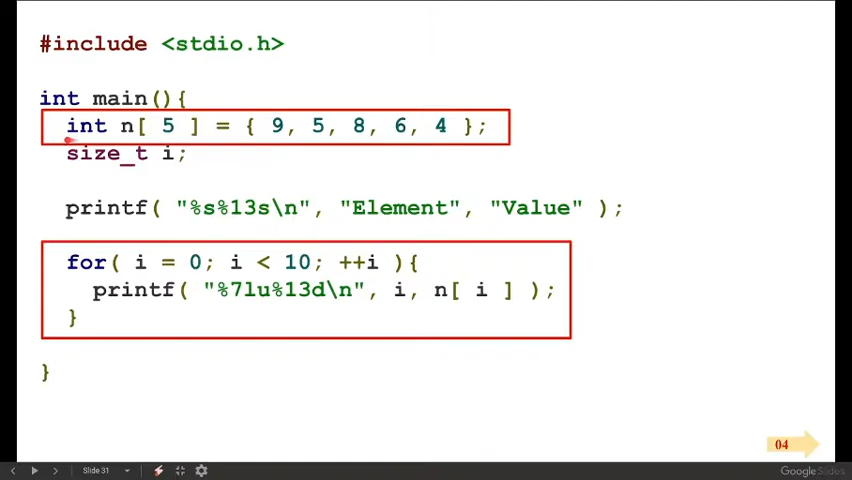 #include <stdio.h>
int main(){
int n[ 5 ] = { 9, 5, 8, 6, 4 };
size_t i;
printf( "%s%13s\n", "Element", "Value" );
for( i = 0; i < 10; ++i ){
printf( "%7lu%13d\n", i, n[ i ] );
}
}
04
Slide 31
Google Slides